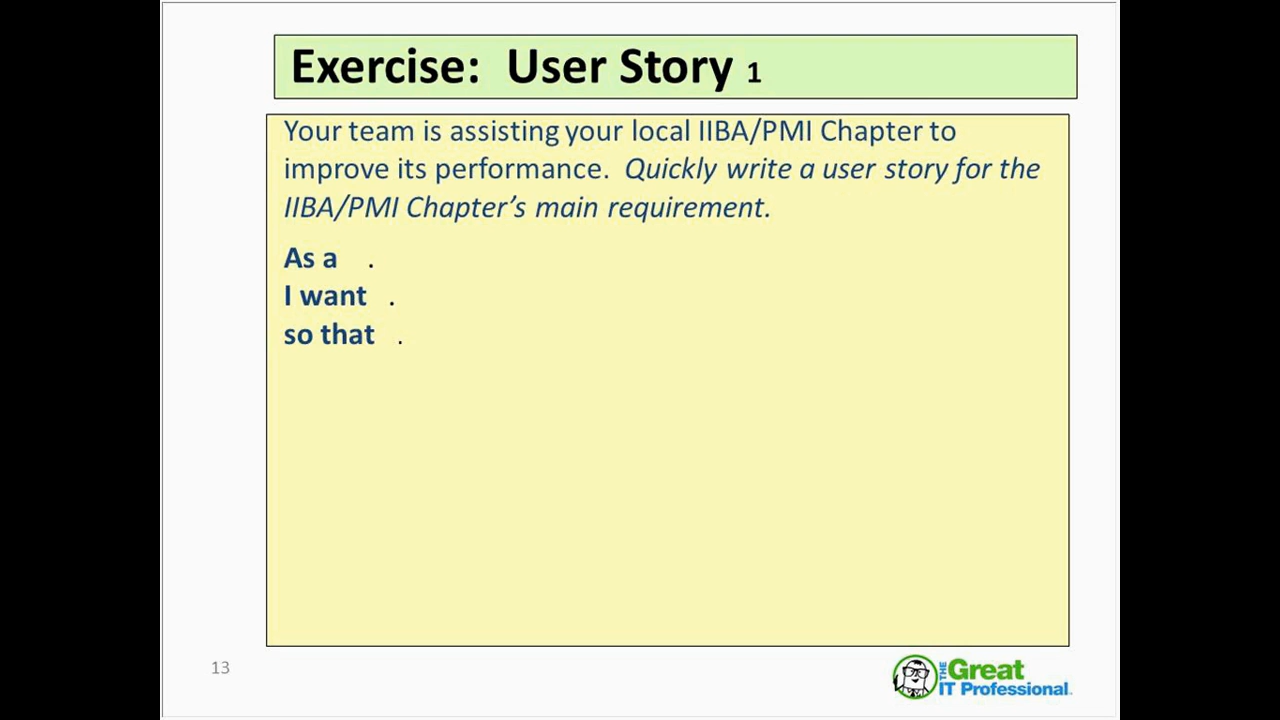 Exercise:  User Story 1
Your team is assisting your local IIBA/PMI Chapter to
improve its performance.  Quickly write a user story for the
IIBA/PMI Chapter’s main requirement.
As a    .
I want   .
so that   .
13
THE Great
IT Professional